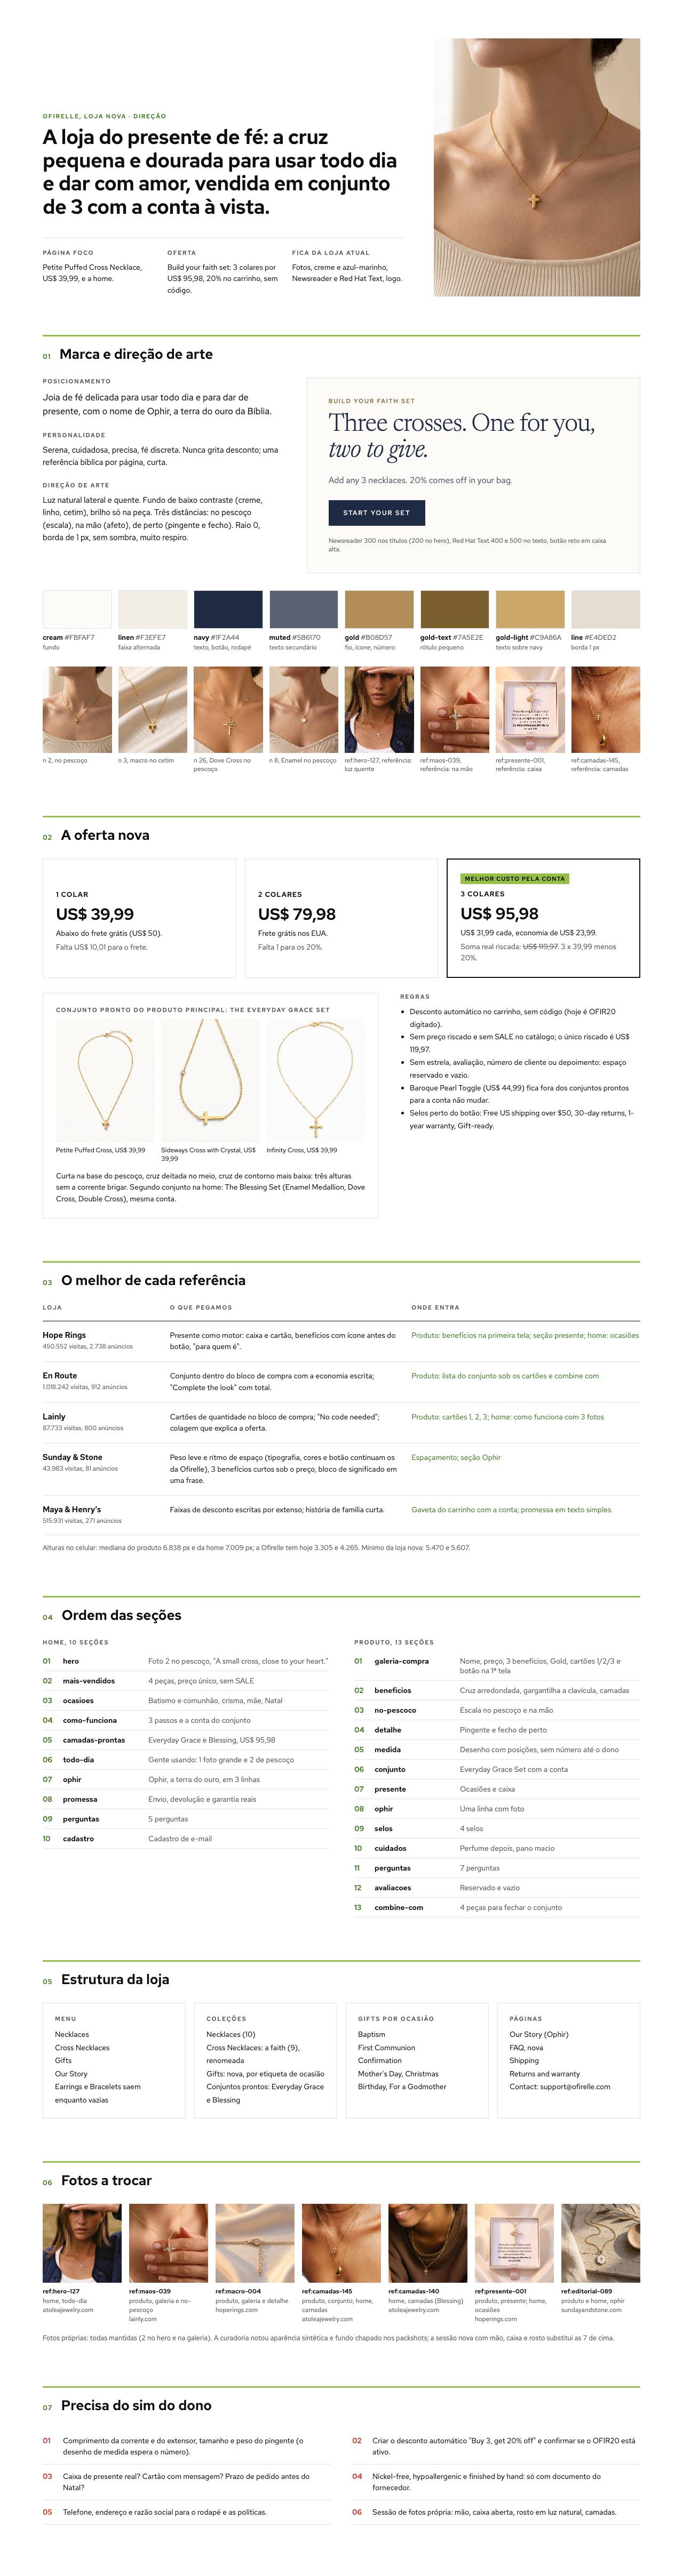 OFIRELLE, LOJA NOVA · DIREÇÃO
A loja do presente de fé: a cruz
pequena e dourada para usar todo dia
e dar com amor, vendida em conjunto
de 3 com a conta à vista.
PÁGINA FOCO
Petite Puffed Cross Necklace,
US$ 39,99, e a home.
OFERTA
Build your faith set: 3 colares por
US$ 95,98, 20% no carrinho, sem
código.
FICA DA LOJA ATUAL
Fotos, creme e azul-marinho,
Newsreader e Red Hat Text, logo.
01 Marca e direção de arte
POSICIONAMENTO
Joia de fé delicada para usar todo dia e para dar de
presente, com o nome de Ophir, a terra do ouro da Bíblia.
PERSONALIDADE
Serena, cuidadosa, precisa, fé discreta. Nunca grita desconto; uma
referência bíblica por página, curta.
DIREÇÃO DE ARTE
Luz natural lateral e quente. Fundo de baixo contraste (creme,
linho, cetim), brilho só na peça. Três distâncias: no pescoço
(escala), na mão (afeto), de perto (pingente e fecho). Raio 0,
borda de 1 px, sem sombra, muito respiro.
BUILD YOUR FAITH SET
Three crosses. One for you,
two to give.
Add any 3 necklaces. 20% comes off in your bag.
START YOUR SET
Newsreader 300 nos títulos (200 no hero), Red Hat Text 400 e 500 no texto, botão reto em caixa
alta.
cream #FBFAF7
fundo
linen #F3EFE7
faixa alternada
navy #1F2A44
texto, botão, rodapé
muted #5B6170
texto secundário
gold #B08D57
fio, ícone, número
gold-text #7A5E2E
rótulo pequeno
gold-light #C9A86A
texto sobre navy
line #E4DED2
borda 1 px
n 2, no pescoço
n 3, macro no cetim
n 26, Dove Cross no
pescoço
n 8, Enamel no pescoço
ref:hero-127, referência:
luz quente
ref:maos-039,
referência: na mão
ref:presente-001,
referência: caixa
ref:camadas-145,
referência: camadas
02 A oferta nova
1 COLAR
US$ 39,99
Abaixo do frete grátis (US$ 50).
Falta US$ 10,01 para o frete.
2 COLARES
US$ 79,98
Frete grátis nos EUA.
Falta 1 para os 20%.
MELHOR CUSTO PELA CONTA
3 COLARES
US$ 95,98
US$ 31,99 cada, economia de US$ 23,99.
Soma real riscada: US$ 119,97. 3 x 39,99 menos
20%.
CONJUNTO PRONTO DO PRODUTO PRINCIPAL: THE EVERYDAY GRACE SET
Petite Puffed Cross, US$ 39,99
Sideways Cross with Crystal, US$
39,99
Infinity Cross, US$ 39,99
Curta na base do pescoço, cruz deitada no meio, cruz de contorno mais baixa: três alturas
sem a corrente brigar. Segundo conjunto na home: The Blessing Set (Enamel Medallion, Dove
Cross, Double Cross), mesma conta.
REGRAS
• Desconto automático no carrinho, sem código (hoje é OFIR20
digitado).
• Sem preço riscado e sem SALE no catálogo; o único riscado é US$
119,97.
• Sem estrela, avaliação, número de cliente ou depoimento: espaço
reservado e vazio.
• Baroque Pearl Toggle (US$ 44,99) fica fora dos conjuntos prontos
para a conta não mudar.
• Selos perto do botão: Free US shipping over $50, 30-day returns, 1-
year warranty, Gift-ready.
03 O melhor de cada referência
LOJA
O QUE PEGAMOS
ONDE ENTRA
Hope Rings
450.552 visitas, 2.738 anúncios
Presente como motor: caixa e cartão, benefícios com ícone antes do
botão, "para quem é".
Produto: benefícios na primeira tela; seção presente; home: ocasiões
En Route
1.018.242 visitas, 912 anúncios
Conjunto dentro do bloco de compra com a economia escrita;
"Complete the look" com total.
Produto: lista do conjunto sob os cartões e combine com
Lainly
87.733 visitas, 800 anúncios
Cartões de quantidade no bloco de compra; "No code needed";
colagem que explica a oferta.
Produto: cartões 1, 2, 3; home: como funciona com 3 fotos
Sunday & Stone
43.983 visitas, 81 anúncios
Peso leve e ritmo de espaço (tipografia, cores e botão continuam os
da Ofirelle), 3 benefícios curtos sob o preço, bloco de significado em
uma frase.
Espaçamento; seção Ophir
Maya & Henry's
515.931 visitas, 271 anúncios
Faixas de desconto escritas por extenso; história de família curta.
Gaveta do carrinho com a conta; promessa em texto simples
Alturas no celular: mediana do produto 6.838 px e da home 7.009 px; a Ofirelle tem hoje 3.305 e 4.265. Mínimo da loja nova: 5.470 e 5.607.
04 Ordem das seções
HOME, 10 SEÇÕES
01 hero Foto 2 no pescoço, "A small cross, close to your heart."
02 mais-vendidos 4 peças, preço único, sem SALE
03 ocasioes Batismo e comunhão, crisma, mãe, Natal
04 como-funciona 3 passos e a conta do conjunto
05 camadas-prontas Everyday Grace e Blessing, US$ 95,98
06 todo-dia Gente usando: 1 foto grande e 2 de pescoço
07 ophir Ophir, a terra do ouro, em 3 linhas
08 promessa Envio, devolução e garantia reais
09 perguntas 5 perguntas
10 cadastro Cadastro de e-mail
PRODUTO, 13 SEÇÕES
01 galeria-compra Nome, preço, 3 benefícios, Gold, cartões 1/2/3 e
botão na 1ª tela
02 beneficios Cruz arredondada, gargantilha a clavícula, camadas
03 no-pescoco Escala no pescoço e na mão
04 detalhe Pingente e fecho de perto
05 medida Desenho com posições, sem número até o dono
06 conjunto Everyday Grace Set com a conta
07 presente Ocasiões e caixa
08 ophir Uma linha com foto
09 selos 4 selos
10 cuidados Perfume depois, pano macio
11 perguntas 7 perguntas
12 avaliacoes Reservado e vazio
13 combine-com 4 peças para fechar o conjunto
05 Estrutura da loja
MENU
Necklaces
Cross Necklaces
Gifts
Our Story
Earrings e Bracelets saem
enquanto vazias
COLEÇÕES
Necklaces (10)
Cross Necklaces: a faith (9),
renomeada
Gifts: nova, por etiqueta de ocasião
Conjuntos prontos: Everyday Grace
e Blessing
GIFTS POR OCASIÃO
Baptism
First Communion
Confirmation
Mother's Day, Christmas
Birthday, For a Godmother
PÁGINAS
Our Story (Ophir)
FAQ, nova
Shipping
Returns and warranty
Contact: support@ofirelle.com
06 Fotos a trocar
ref:hero-127
home, todo-dia
atoleajewelry.com
ref:maos-039
produto, galeria e no-
pescoço
lainly.com
ref:macro-004
produto, galeria e detalhe
hoperings.com
ref:camadas-145
produto, conjunto; home,
camadas
atoleajewelry.com
ref:camadas-140
home, camadas (Blessing)
atoleajewelry.com
ref:presente-001
produto, presente; home,
ocasiões
hoperings.com
ref:editorial-089
produto e home, ophir
sundayandstone.com
Fotos próprias: todas mantidas (2 no hero e na galeria). A curadoria notou aparência sintética e fundo chapado nos packshots; a sessão nova com mão, caixa e rosto substitui as 7 de cima.
07 Precisa do sim do dono
01 Comprimento da corrente e do extensor, tamanho e peso do pingente (o
desenho de medida espera o número).
02 Criar o desconto automático "Buy 3, get 20% off" e confirmar se o OFIR20 está
ativo.
03 Caixa de presente real? Cartão com mensagem? Prazo de pedido antes do
Natal?
04 Nickel-free, hypoallergenic e finished by hand: só com documento do
fornecedor.
05 Telefone, endereço e razão social para o rodapé e as políticas.
06 Sessão de fotos própria: mão, caixa aberta, rosto em luz natural, camadas.